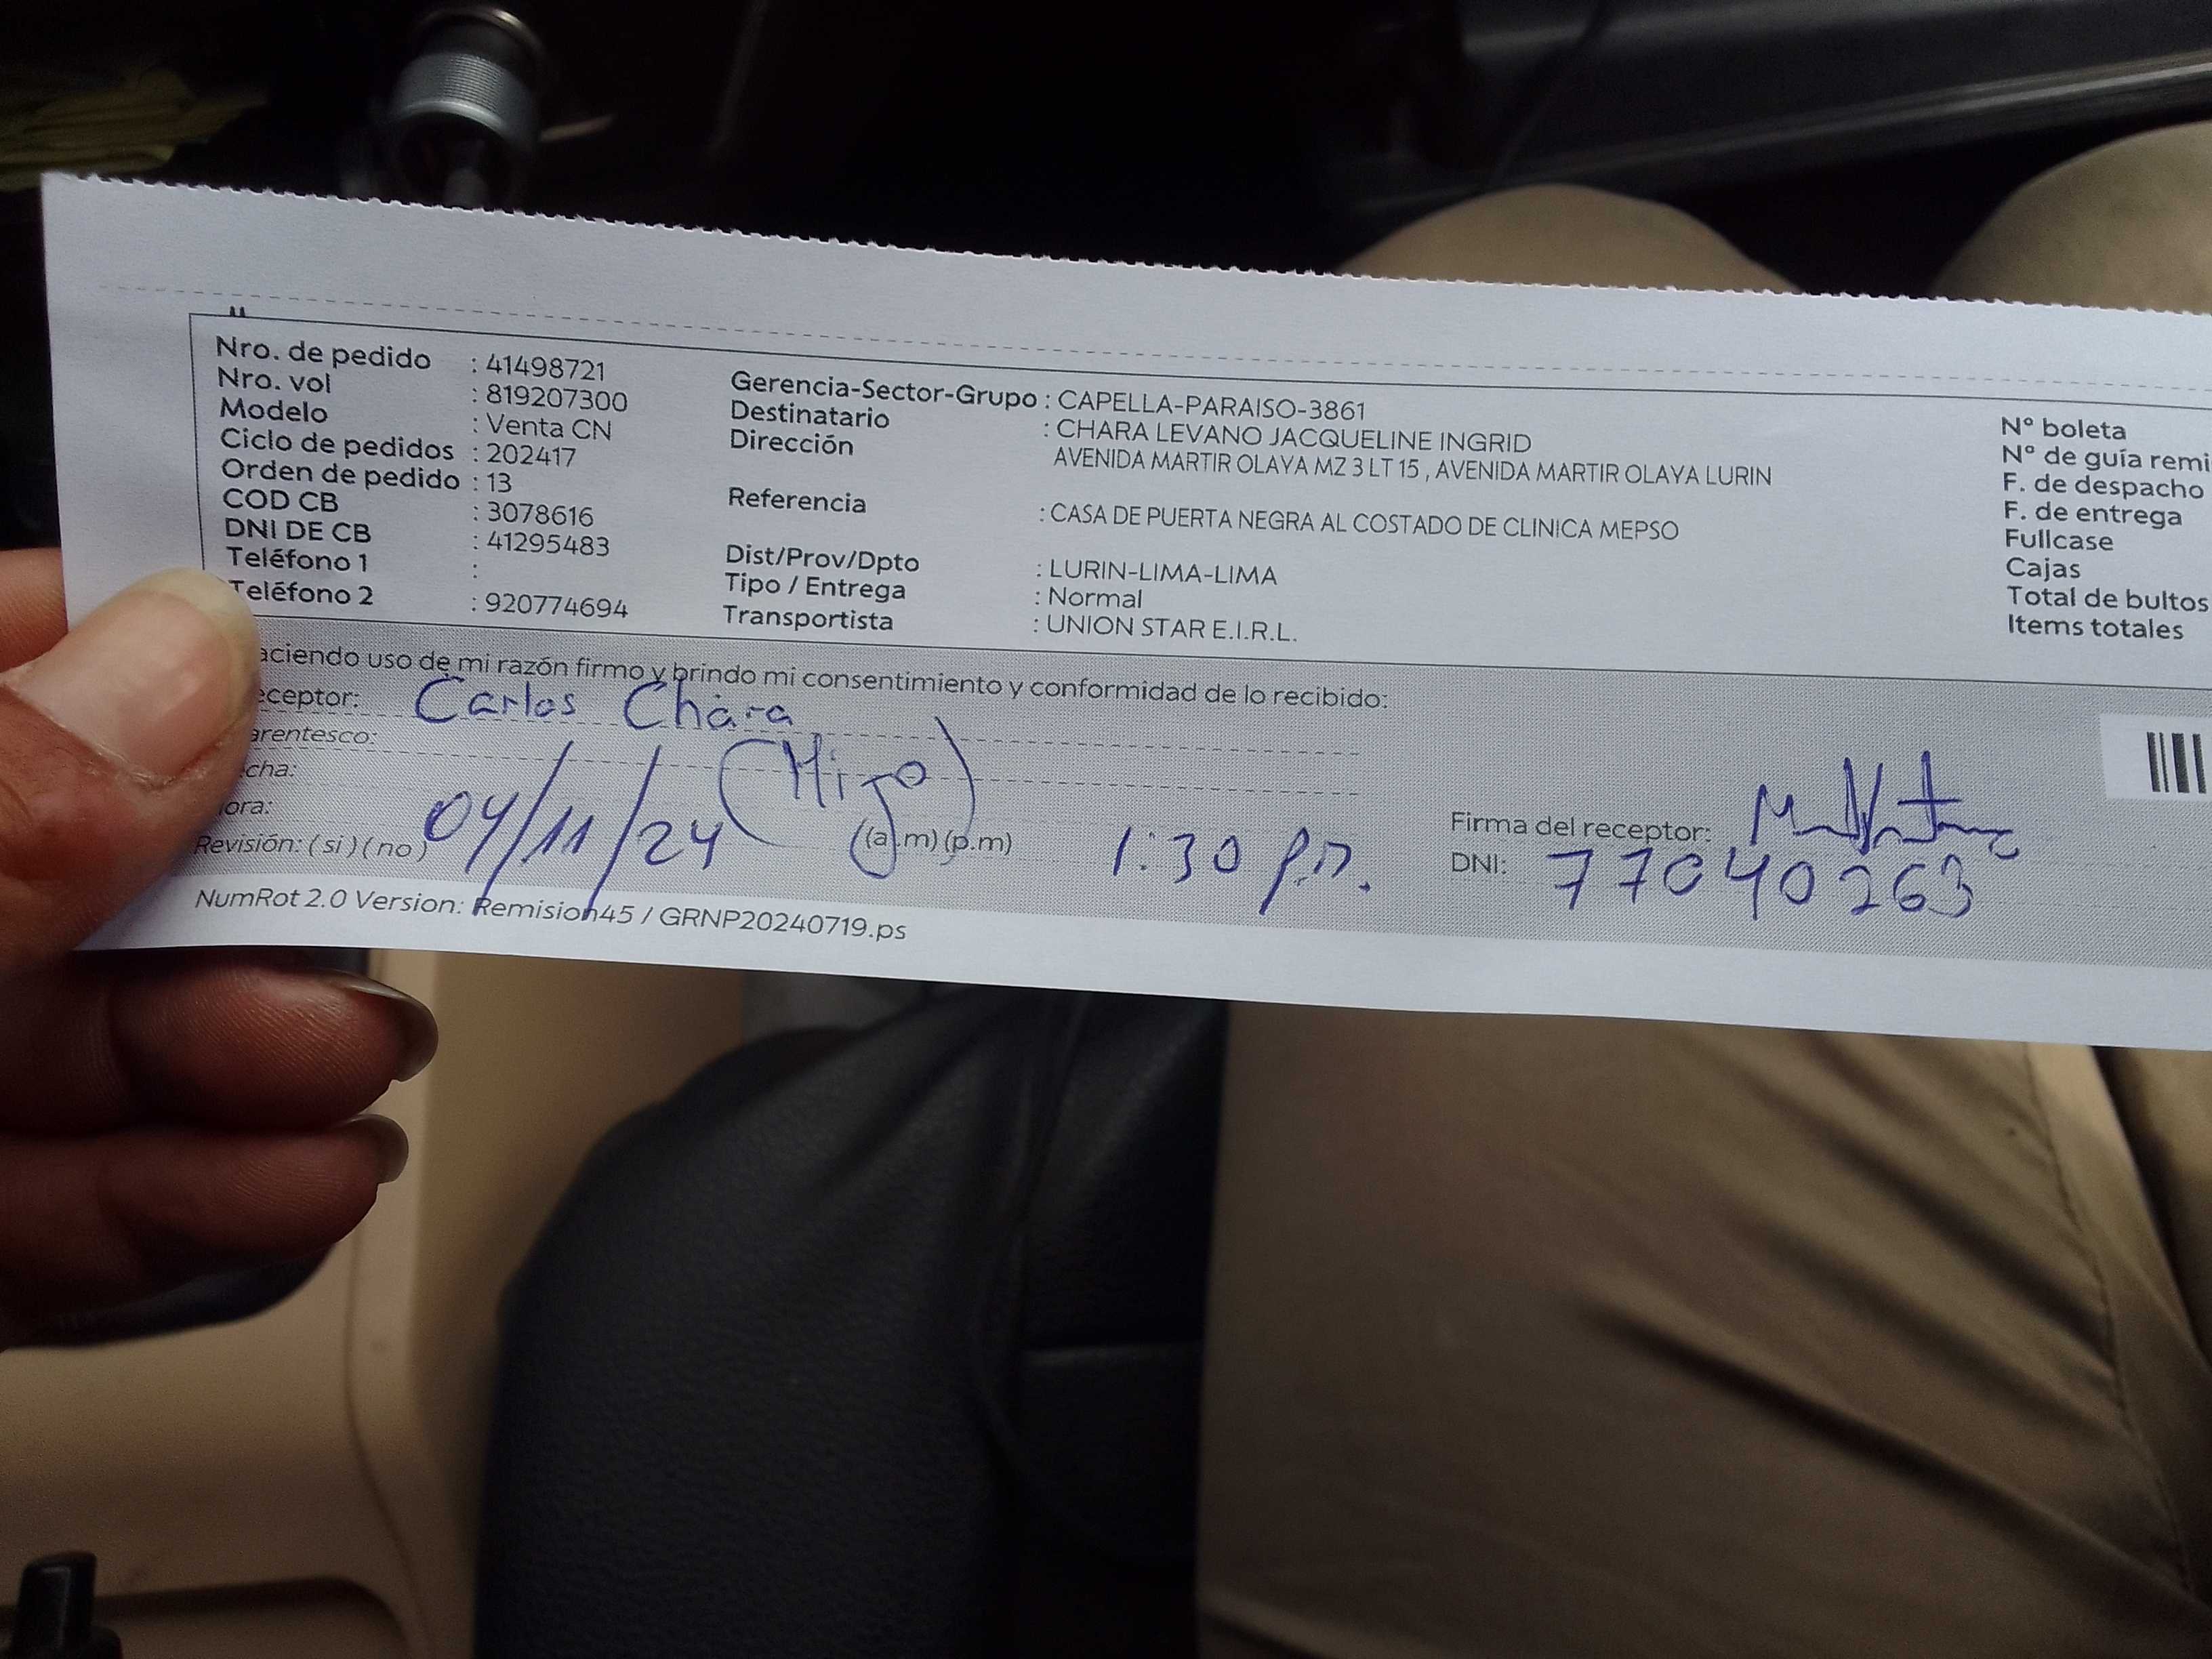 Nro. de pedido : 41498721
Nro. vol : 819207300
Modelo : Venta CN
Ciclo de pedidos : 202417
Orden de pedido : 13
COD CB : 3078616
DNI DE CB : 41295483
Teléfono 1 :
Teléfono 2 : 920774694
Gerencia-Sector-Grupo : CAPELLA-PARAISO-3861
Destinatario : CHARA LEVANO JACQUELINE INGRID
Dirección AVENIDA MARTIR OLAYA MZ 3 LT 15 , AVENIDA MARTIR OLAYA LURIN
Referencia : CASA DE PUERTA NEGRA AL COSTADO DE CLINICA MEPSO
Dist/Prov/Dpto : LURIN-LIMA-LIMA
Tipo / Entrega : Normal
Transportista : UNION STAR E.I.R.L.
N° boleta
N° de guía remi
F. de despacho
F. de entrega
Fullcase
Cajas
Total de bultos
Items totales
aciendo uso de mi razón firmo y brindo mi consentimiento y conformidad de lo recibido:
eceptor: Carlos Chara
arentesco: (Hijo)
cha: 04/11/24
ora: (a.m) (p.m) 1:30 p.m.
Revisión: ( si ) ( no )
Firma del receptor:
DNI: 77040263
NumRot 2.0 Version: Remision45 / GRNP20240719.ps